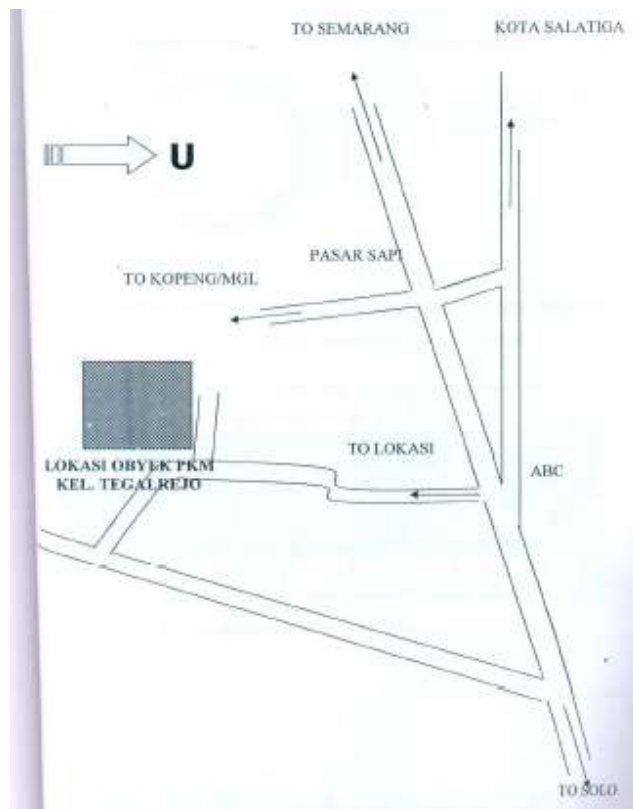 TO SEMARANG
KOTA SALATIGA
U
PASAR SAPI
TO KOPENG/MGL
TO LOKASI
LOKASI OBYEK PKM
KEL. TEGALREJO
ABC
TO SOLO